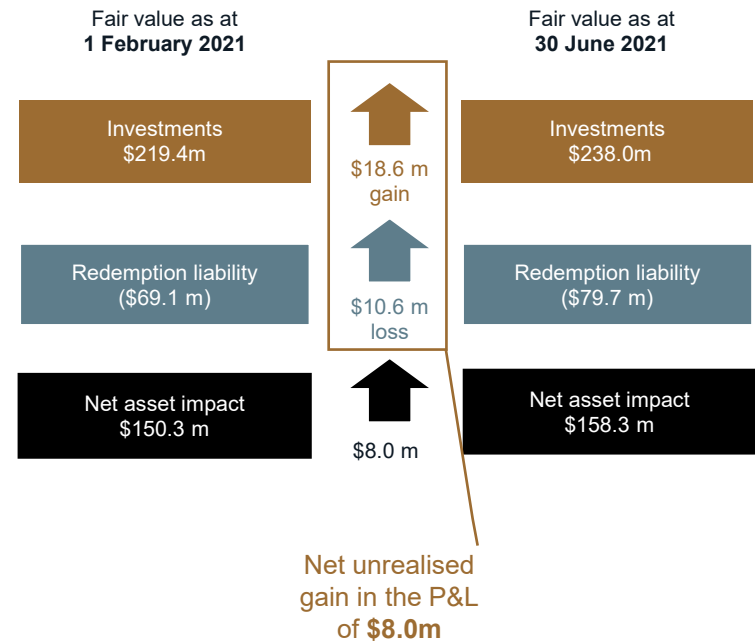 Fair value as at
1 February 2021
Fair value as at
30 June 2021
Investments
$219.4m
$18.6 m
gain
Investments
$238.0m
Redemption liability
($69.1 m)
$10.6 m
loss
Redemption liability
($79.7 m)
Net asset impact
$150.3 m
$8.0 m
Net asset impact
$158.3 m
Net unrealised
gain in the P&L
of $8.0m